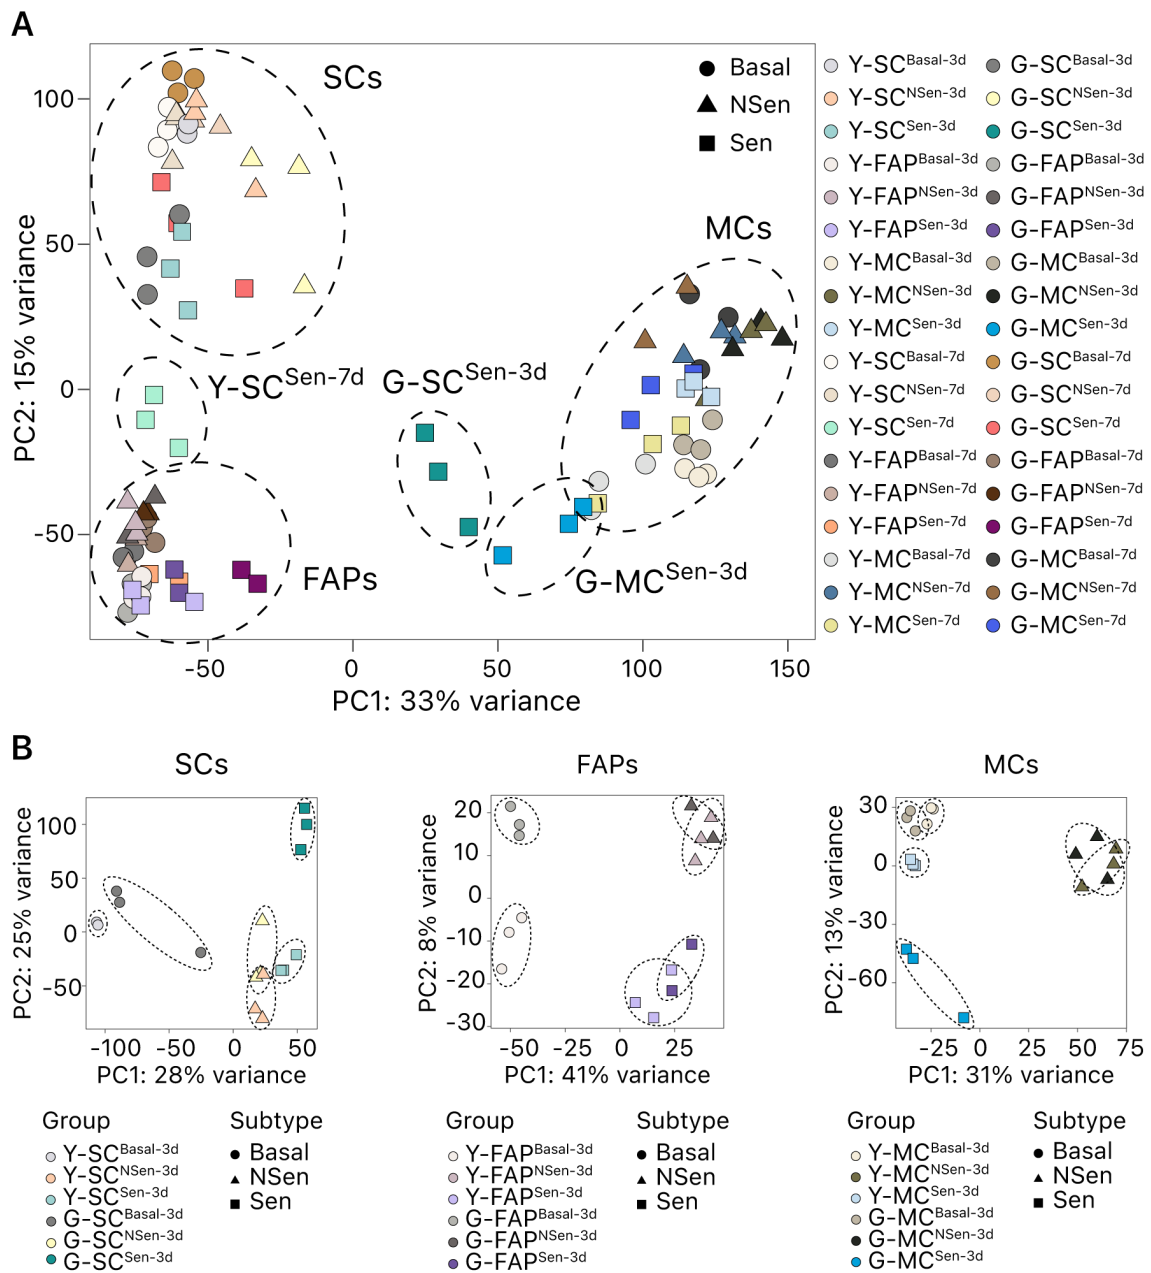 A
SCs
Basal
NSen
Sen
MCs
Y-SC^Sen-7d
G-SC^Sen-3d
FAPs
G-MC^Sen-3d
PC2: 15% variance
100
50
0
-50
-50 0 50 100 150
PC1: 33% variance
Y-SC^Basal-3d G-SC^Basal-3d
Y-SC^NSen-3d G-SC^NSen-3d
Y-SC^Sen-3d G-SC^Sen-3d
Y-FAP^Basal-3d G-FAP^Basal-3d
Y-FAP^NSen-3d G-FAP^NSen-3d
Y-FAP^Sen-3d G-FAP^Sen-3d
Y-MC^Basal-3d G-MC^Basal-3d
Y-MC^NSen-3d G-MC^NSen-3d
Y-MC^Sen-3d G-MC^Sen-3d
Y-SC^Basal-7d G-SC^Basal-7d
Y-SC^NSen-7d G-SC^NSen-7d
Y-SC^Sen-7d G-SC^Sen-7d
Y-FAP^Basal-7d G-FAP^Basal-7d
Y-FAP^NSen-7d G-FAP^NSen-7d
Y-FAP^Sen-7d G-FAP^Sen-7d
Y-MC^Basal-7d G-MC^Basal-7d
Y-MC^NSen-7d G-MC^NSen-7d
Y-MC^Sen-7d G-MC^Sen-7d
B
SCs
PC2: 25% variance
100
50
0
-50
-100 -50 0 50
PC1: 28% variance
Group
Y-SC^Basal-3d
Y-SC^NSen-3d
Y-SC^Sen-3d
G-SC^Basal-3d
G-SC^NSen-3d
G-SC^Sen-3d
Subtype
Basal
NSen
Sen
FAPs
PC2: 8% variance
20
10
0
-10
-20
-30
-50 -25 0 25
PC1: 41% variance
Group
Y-FAP^Basal-3d
Y-FAP^NSen-3d
Y-FAP^Sen-3d
G-FAP^Basal-3d
G-FAP^NSen-3d
G-FAP^Sen-3d
Subtype
Basal
NSen
Sen
MCs
PC2: 13% variance
30
0
-30
-60
-25 0 25 50 75
PC1: 31% variance
Group
Y-MC^Basal-3d
Y-MC^NSen-3d
Y-MC^Sen-3d
G-MC^Basal-3d
G-MC^NSen-3d
G-MC^Sen-3d
Subtype
Basal
NSen
Sen